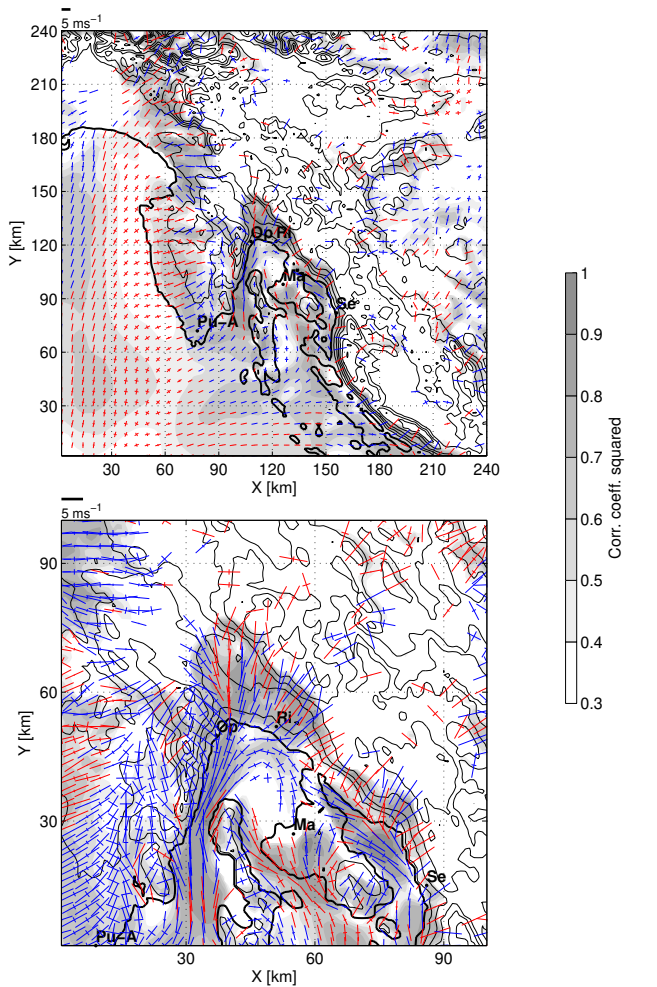 5 ms⁻¹
240
210
180
150
120
90
60
30
Y [km]
Op Ri
Ma
Se
Pu−A
30 60 90 120 150 180 210 240
X [km]
1
0.9
0.8
0.7
0.6
0.5
0.4
0.3
Corr. coeff. squared
5 ms⁻¹
90
60
30
Y [km]
Op
Ri
Ma
Se
Pu−A
30 60 90
X [km]